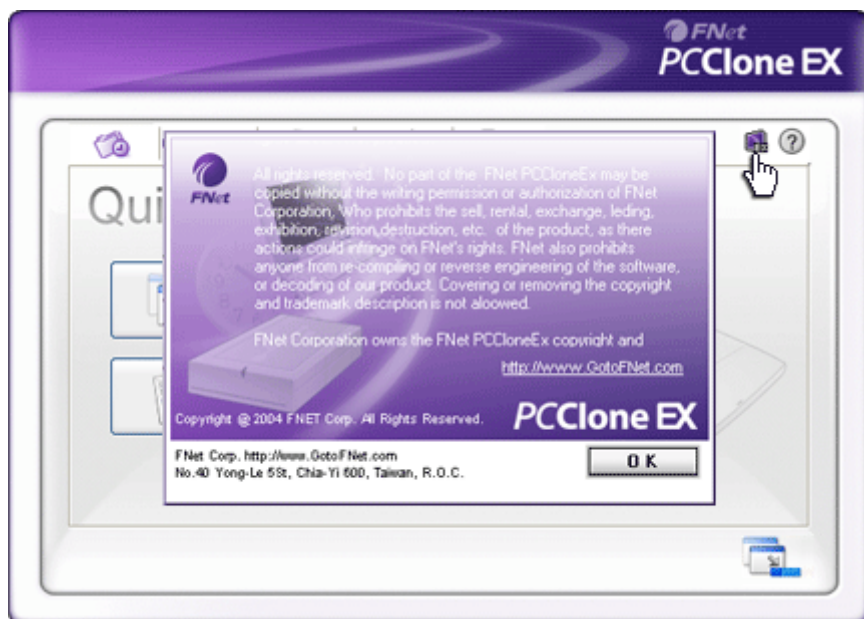 FNet
PCClone EX
Qui
FNet
All rights reserved. No part of the FNet PCCloneEx may be
copied without the writing permission or authorization of FNet
Corporation, Who prohibits the sell, rental, exchange, leding,
exhibition, revision,destruction, etc. of the product, as there
actions could infringe on FNet's rights. FNet also prohibits
anyone from re-compiling or reverse engineering of the software,
or decoding of our product. Covering or removing the copyright
and trademark description is not aloowed.
FNet Corporation owns the FNet PCCloneEx copyright and
http://www.GotoFNet.com
Copyright @ 2004 FNET Corp. All Rights Reserved.
PCClone EX
FNet Corp. http://www.GotoFNet.com
No.40 Yong-Le 5St, Chia-Yi 600, Taiwan, R.O.C.
OK